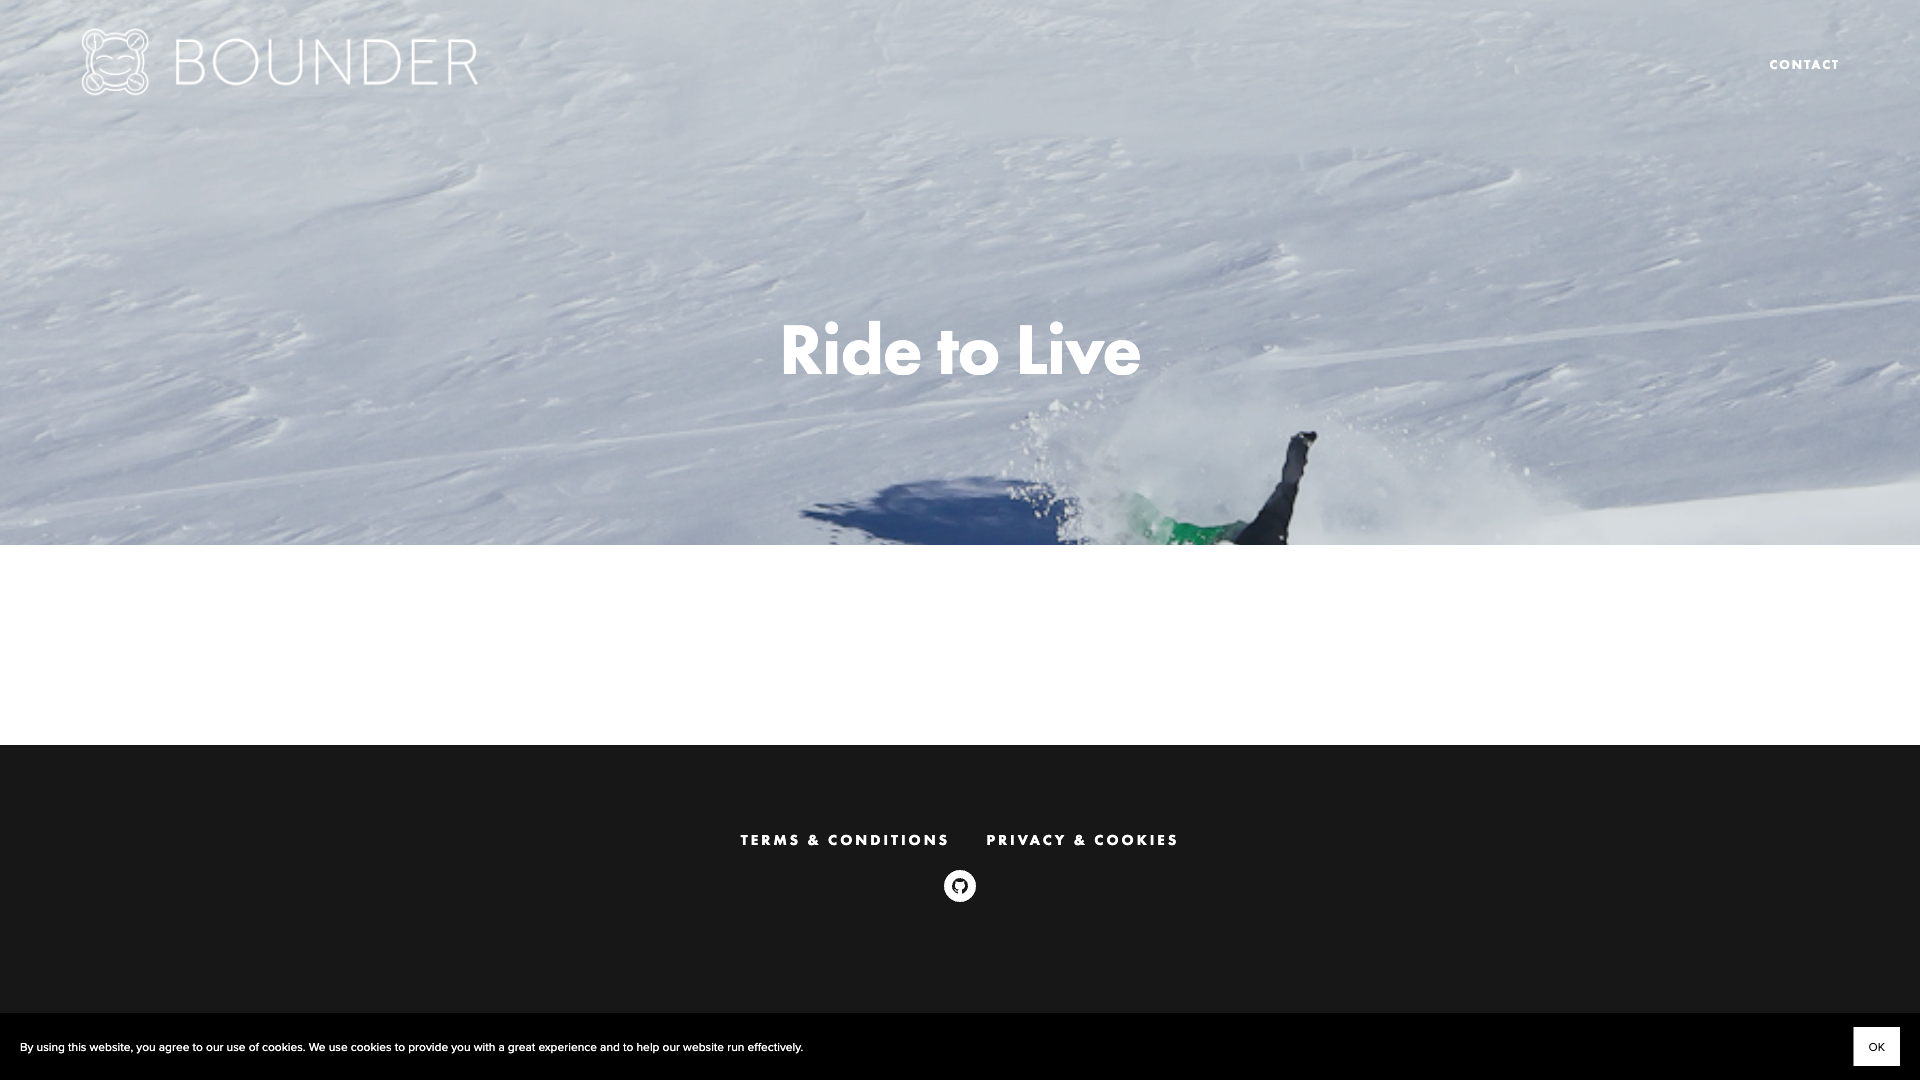 BOUNDER
CONTACT
Ride to Live
TERMS & CONDITIONS
PRIVACY & COOKIES
By using this website, you agree to our use of cookies. We use cookies to provide you with a great experience and to help our website run effectively.
OK